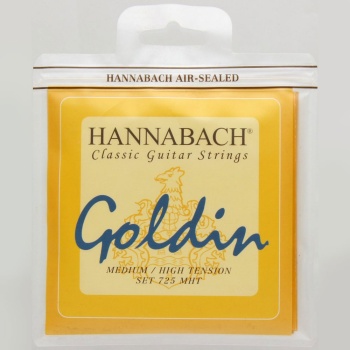 HANNABACH AIR-SEALED
HANNABACH®
Classic Guitar Strings
Goldin
MEDIUM / HIGH TENSION
SET 725 MHT